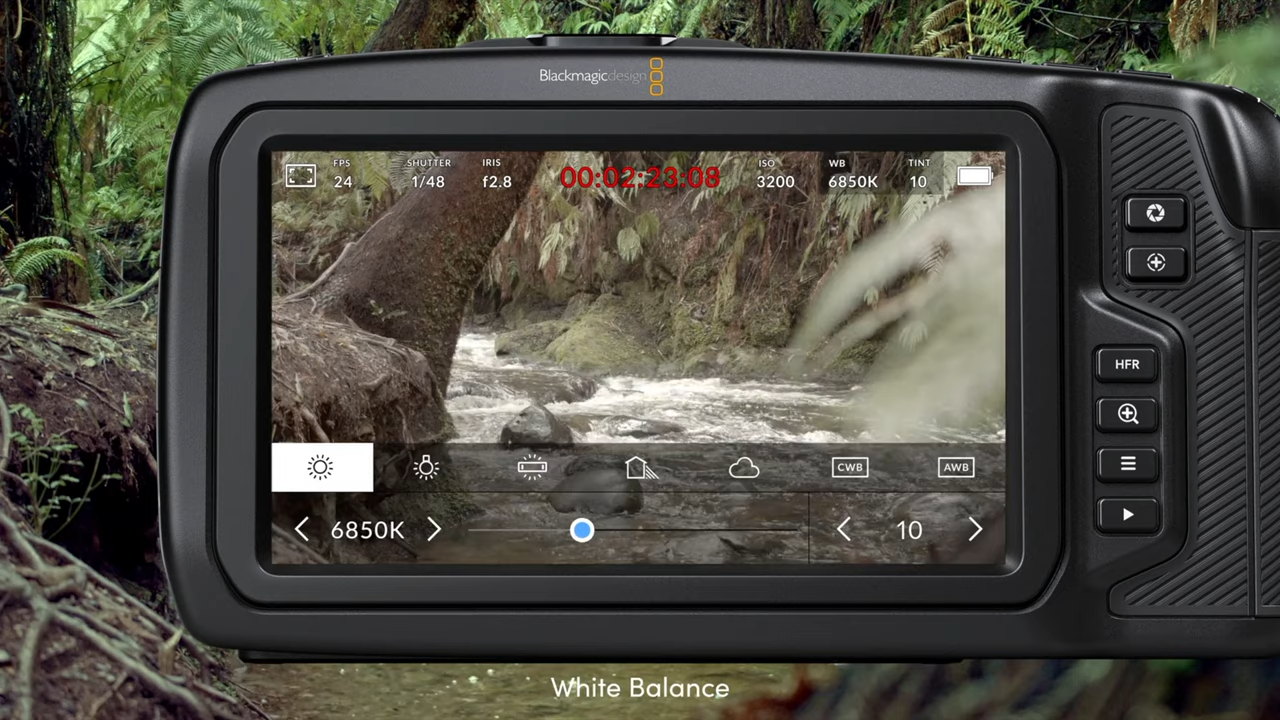 Blackmagicdesign
FPS
24
SHUTTER
1/48
IRIS
f2.8
00:02:23:08
ISO
3200
WB
6850K
TINT
10
HFR
CWB
AWB
6850K
10
White Balance